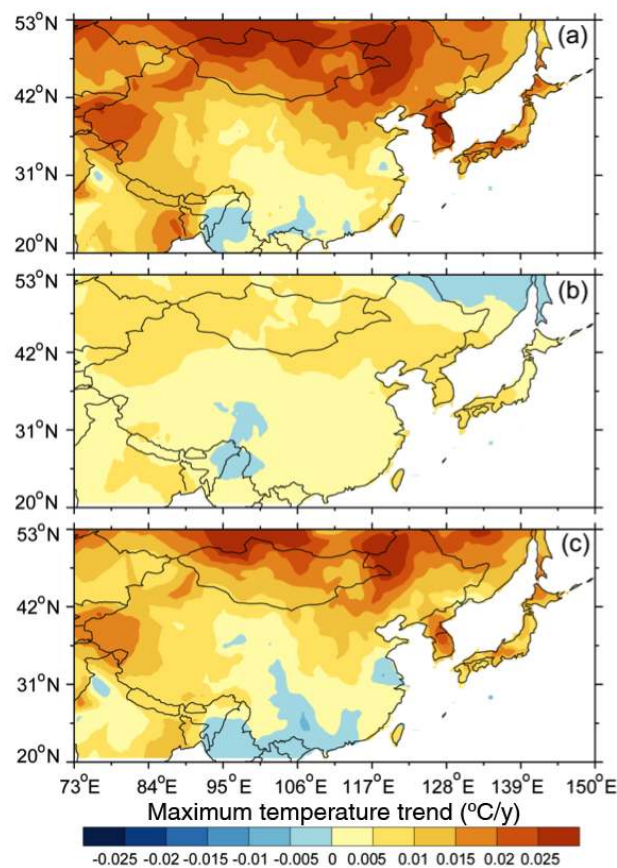 53°N
(a)
42°N
31°N
20°N
53°N
(b)
42°N
31°N
20°N
53°N
(c)
42°N
31°N
20°N
73°E 84°E 95°E 106°E 117°E 128°E 139°E 150°E
Maximum temperature trend (°C/y)
-0.025 -0.02 -0.015 -0.01 -0.005 0 0.005 0.01 0.015 0.02 0.025